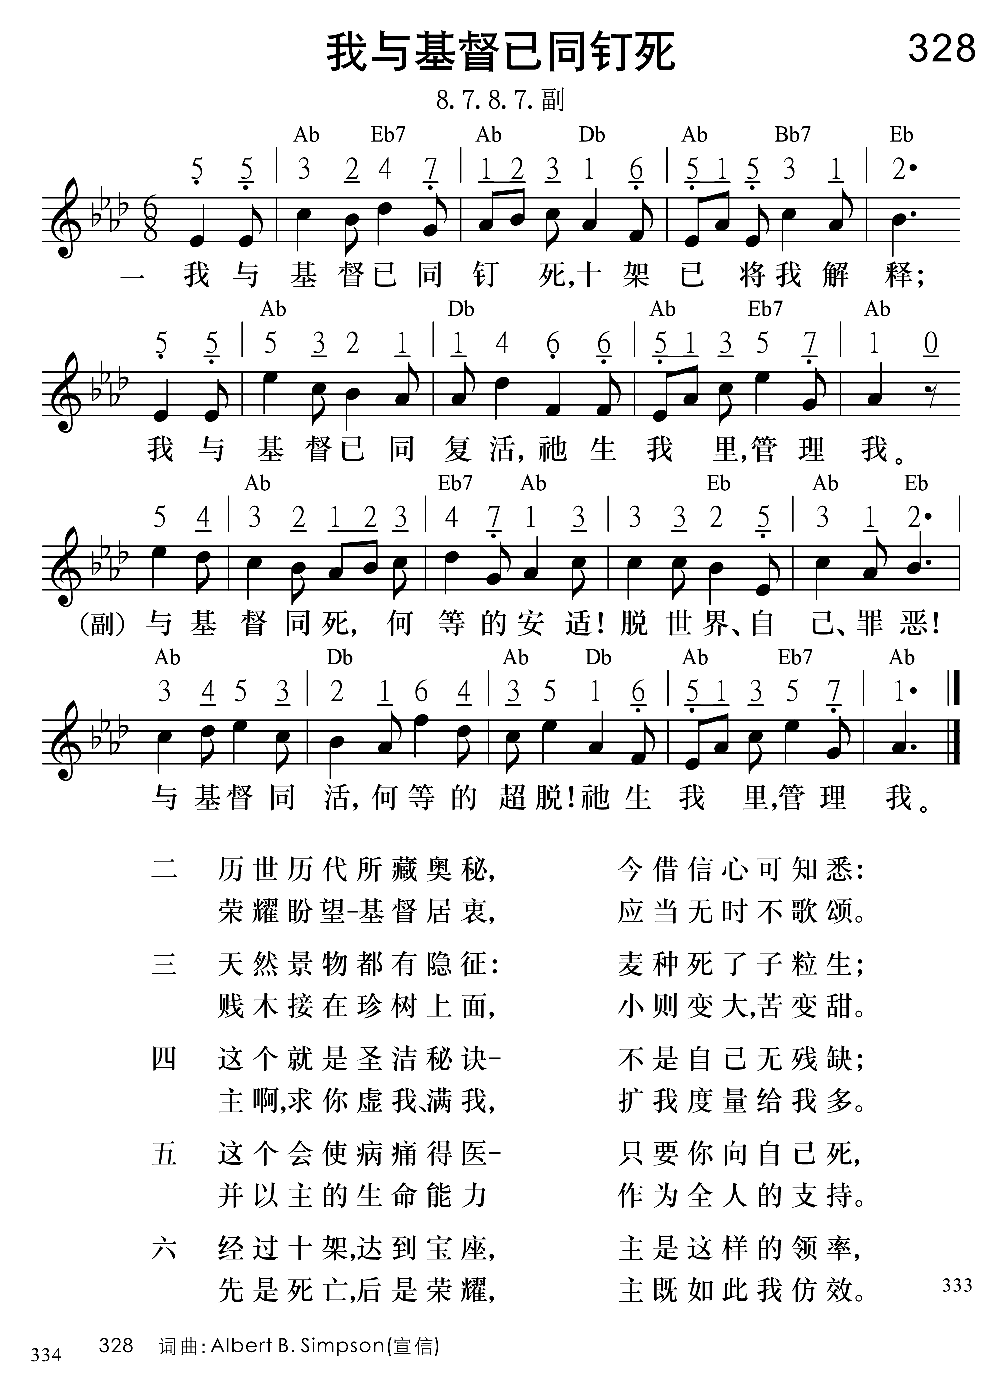 我与基督已同钉死 328
8.7.8.7.副
Ab Eb7 Ab Db Ab Bb7 Eb
5 5 | 3 2 4 7 | 1 2 3 1 6 | 5 1 5 3 1 | 2•
6/8
一 我与基督已同钉死,十架已将我解释;
Ab Db Ab Eb7 Ab
5 5 | 5 3 2 1 | 1 4 6 6 | 5 1 3 5 7 | 1 0
我与基督已同复活,祂生我里,管理我。
Ab Eb7 Ab Eb Ab Eb
5 4 | 3 2 1 2 3 | 4 7 1 3 | 3 3 2 5 | 3 1 2• |
(副) 与基督同死,何等的安适!脱世界、自己、罪恶!
Ab Db Ab Db Ab Eb7 Ab
3 4 5 3 | 2 1 6 4 | 3 5 1 6 | 5 1 3 5 7 | 1•
与基督同活,何等的超脱!祂生我里,管理我。
二 历世历代所藏奥秘, 今借信心可知悉:
荣耀盼望-基督居衷, 应当无时不歌颂。
三 天然景物都有隐征: 麦种死了子粒生;
贱木接在珍树上面, 小则变大,苦变甜。
四 这个就是圣洁秘诀- 不是自己无残缺;
主啊,求你虚我、满我, 扩我度量给我多。
五 这个会使病痛得医- 只要你向自己死,
并以主的生命能力 作为全人的支持。
六 经过十架,达到宝座, 主是这样的领率,
先是死亡,后是荣耀, 主既如此我仿效。
333
334 328 词曲:Albert B. Simpson(宣信)